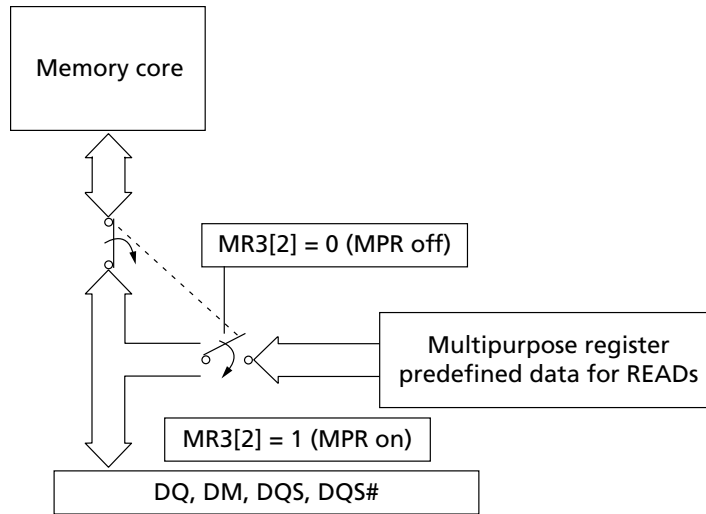 Memory core
MR3[2] = 0 (MPR off)
Multipurpose register
predefined data for READs
MR3[2] = 1 (MPR on)
DQ, DM, DQS, DQS#